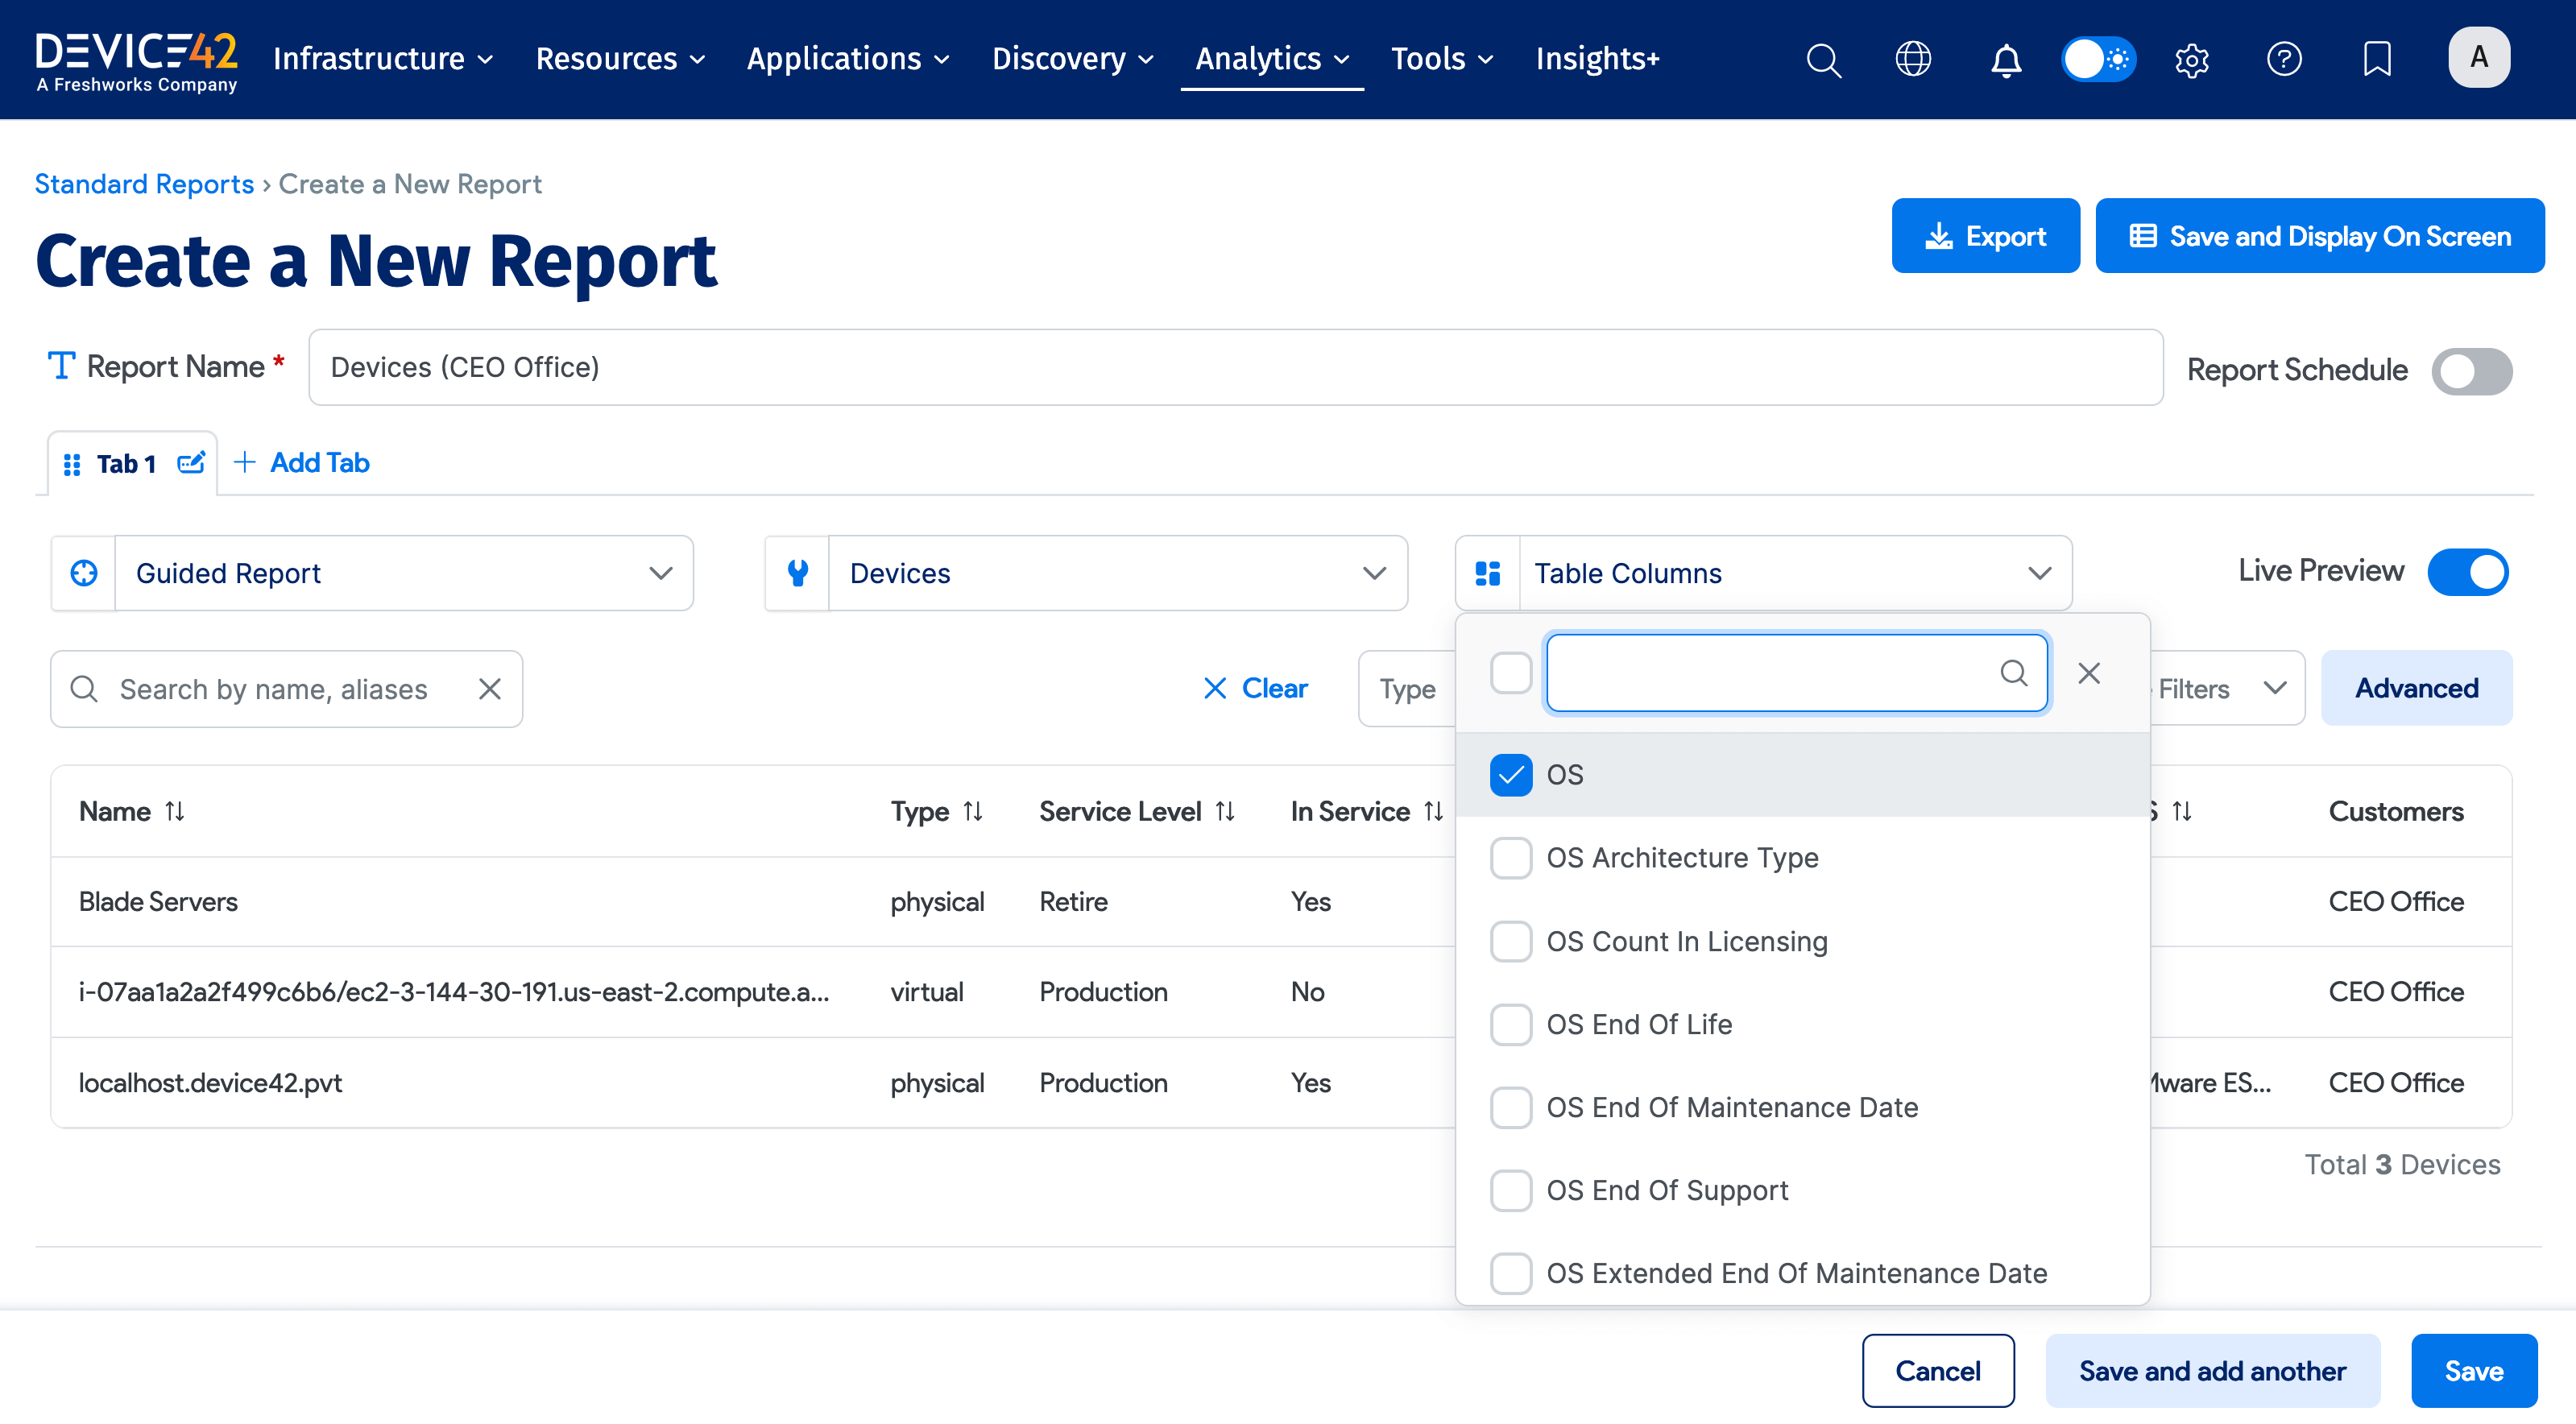 DEVICE42
A Freshworks Company
Infrastructure Resources Applications Discovery Analytics Tools Insights+
A
Standard Reports › Create a New Report
Create a New Report
Export
Save and Display On Screen
Report Name *
Devices (CEO Office)
Report Schedule
Tab 1
+ Add Tab
Guided Report
Devices
Table Columns
Live Preview
Search by name, aliases
Clear
Type
Filters
Advanced
Name Type Service Level In Service Customers
Blade Servers physical Retire Yes CEO Office
i-07aa1a2a2f499c6b6/ec2-3-144-30-191.us-east-2.compute.a... virtual Production No CEO Office
localhost.device42.pvt physical Production Yes Mware ES... CEO Office
OS
OS Architecture Type
OS Count In Licensing
OS End Of Life
OS End Of Maintenance Date
OS End Of Support
OS Extended End Of Maintenance Date
Total 3 Devices
Cancel
Save and add another
Save